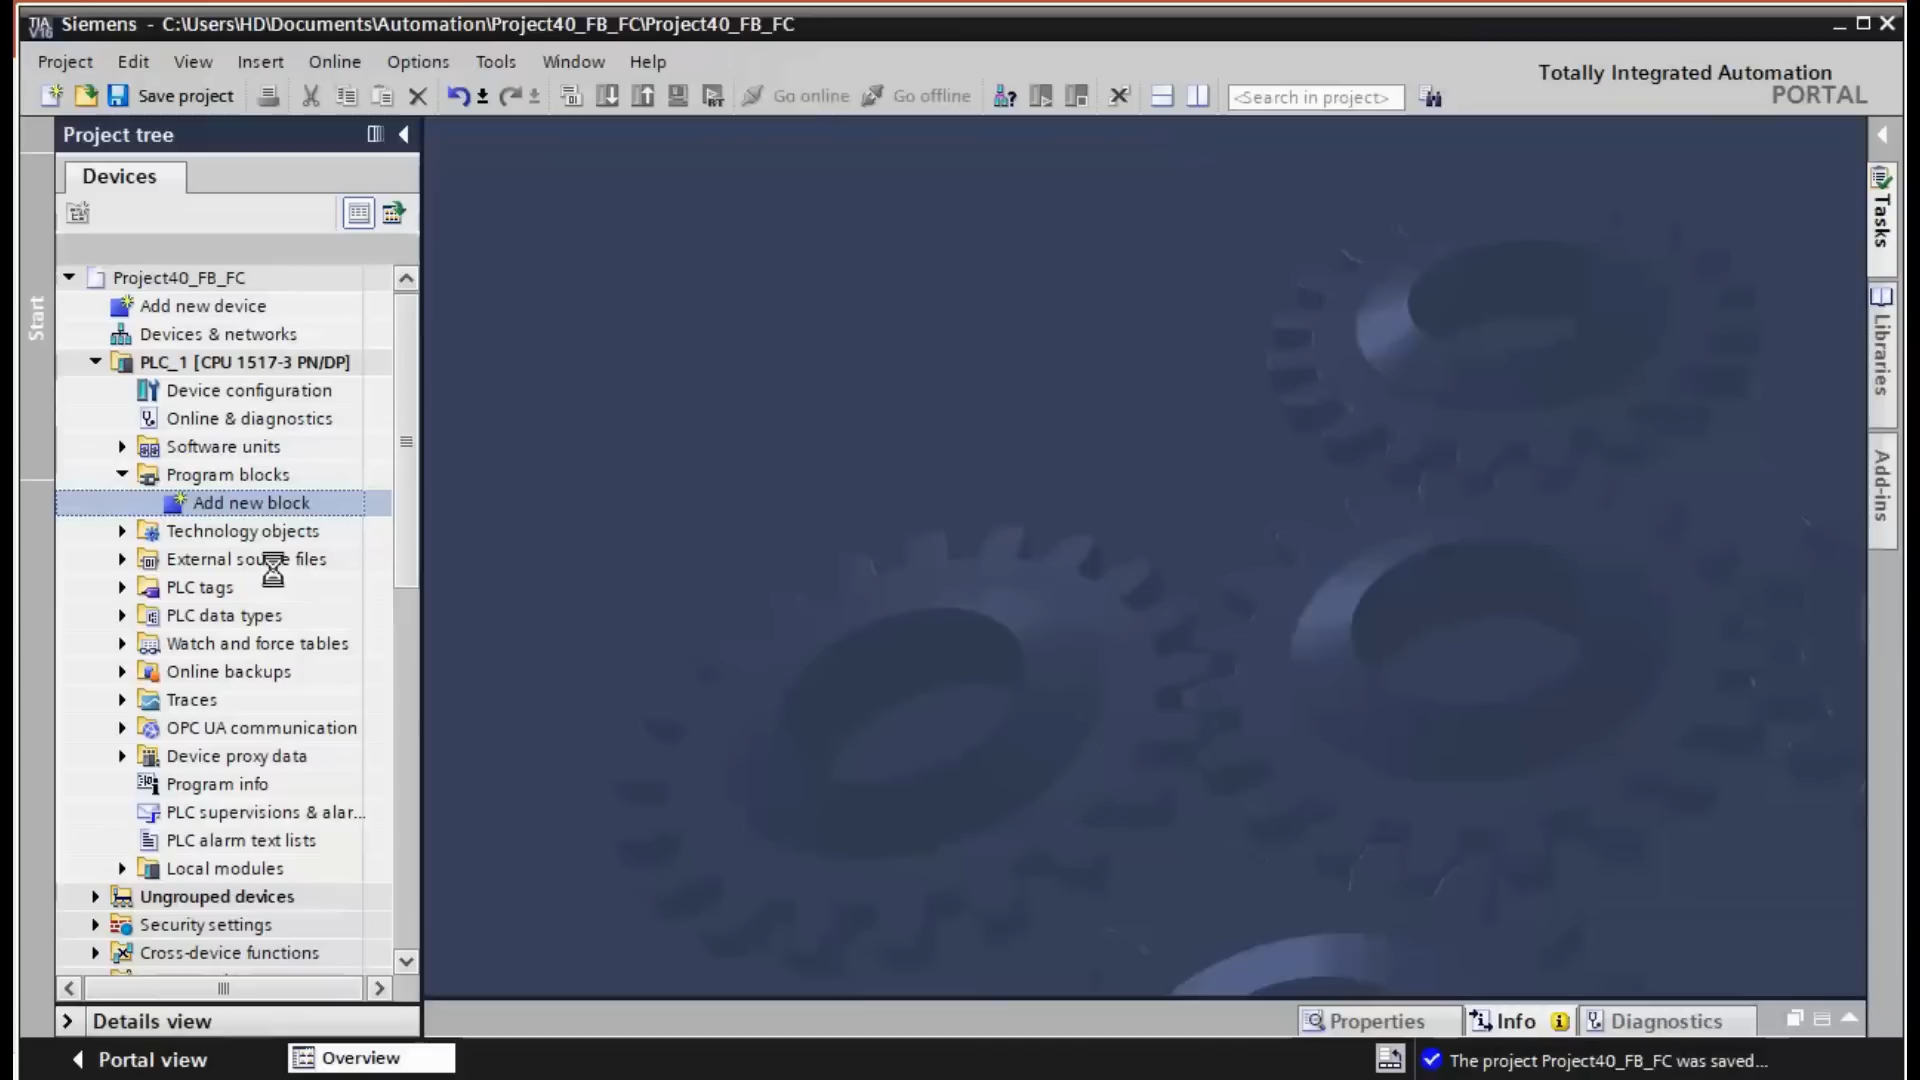 Siemens - C:\Users\HD\Documents\Automation\Project40_FB_FC\Project40_FB_FC
Project Edit View Insert Online Options Tools Window Help
Totally Integrated Automation
PORTAL
Save project
Go online
Go offline
<Search in project>
Project tree
Devices
Start
Project40_FB_FC
Add new device
Devices & networks
PLC_1 [CPU 1517-3 PN/DP]
Device configuration
Online & diagnostics
Software units
Program blocks
Add new block
Technology objects
External source files
PLC tags
PLC data types
Watch and force tables
Online backups
Traces
OPC UA communication
Device proxy data
Program info
PLC supervisions & alar...
PLC alarm text lists
Local modules
Ungrouped devices
Security settings
Cross-device functions
Details view
Tasks
Libraries
Add-ins
Properties
Info
Diagnostics
Portal view
Overview
The project Project40_FB_FC was saved...